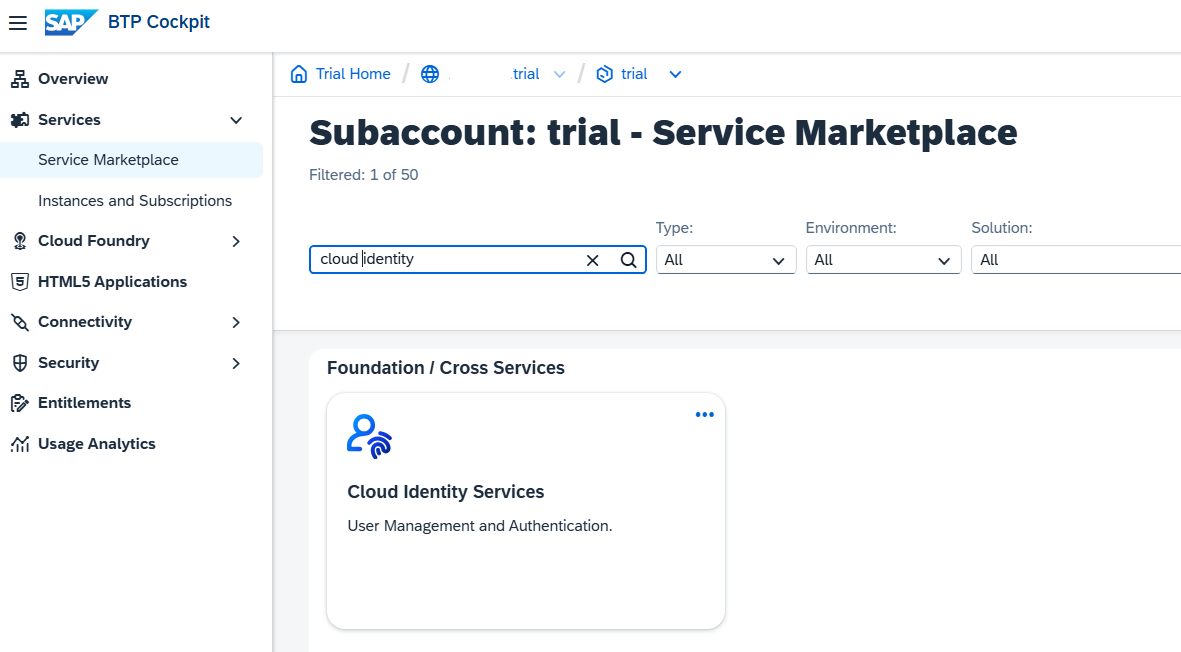 SAP BTP Cockpit
Overview
Services
Service Marketplace
Instances and Subscriptions
Cloud Foundry
HTML5 Applications
Connectivity
Security
Entitlements
Usage Analytics
Trial Home / trial / trial
Subaccount: trial - Service Marketplace
Filtered: 1 of 50
Type: Environment: Solution:
cloud identity All All All
Foundation / Cross Services
Cloud Identity Services
User Management and Authentication.